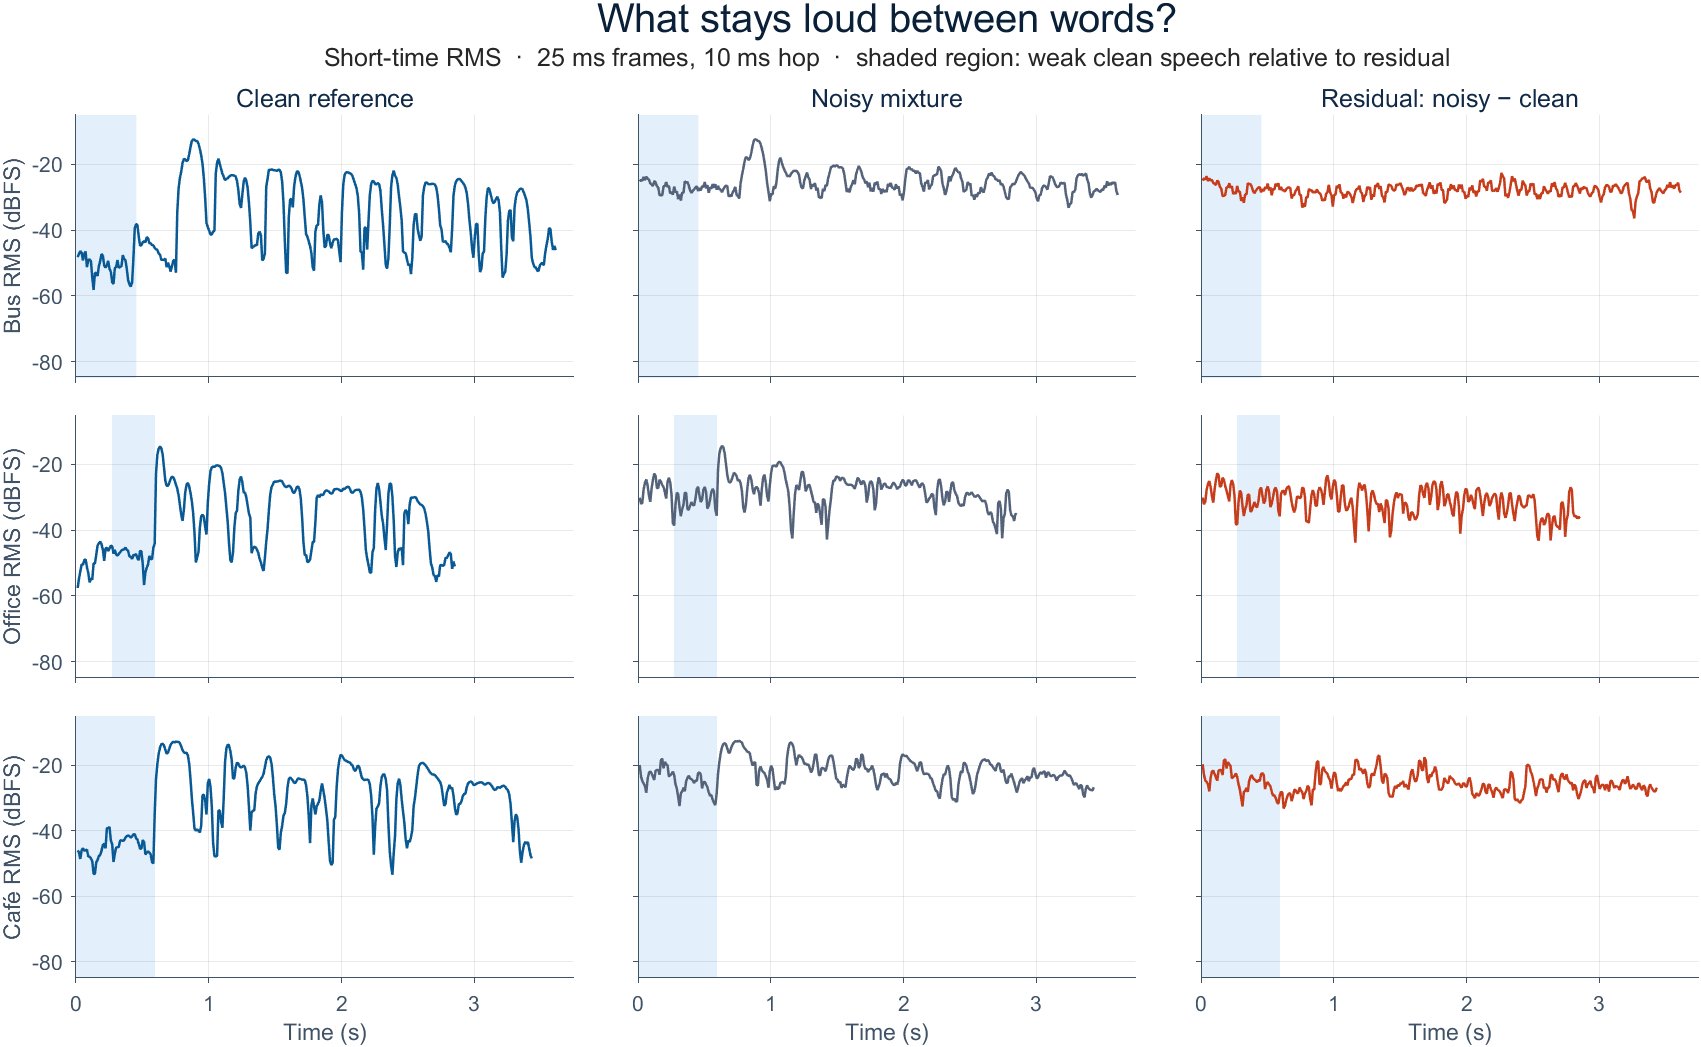 What stays loud between words?
Short-time RMS · 25 ms frames, 10 ms hop · shaded region: weak clean speech relative to residual
Clean reference
Noisy mixture
Residual: noisy − clean
Bus RMS (dBFS)
-20
-40
-60
-80
Office RMS (dBFS)
-20
-40
-60
-80
Café RMS (dBFS)
-20
-40
-60
-80
0 1 2 3
0 1 2 3
0 1 2 3
Time (s)
Time (s)
Time (s)